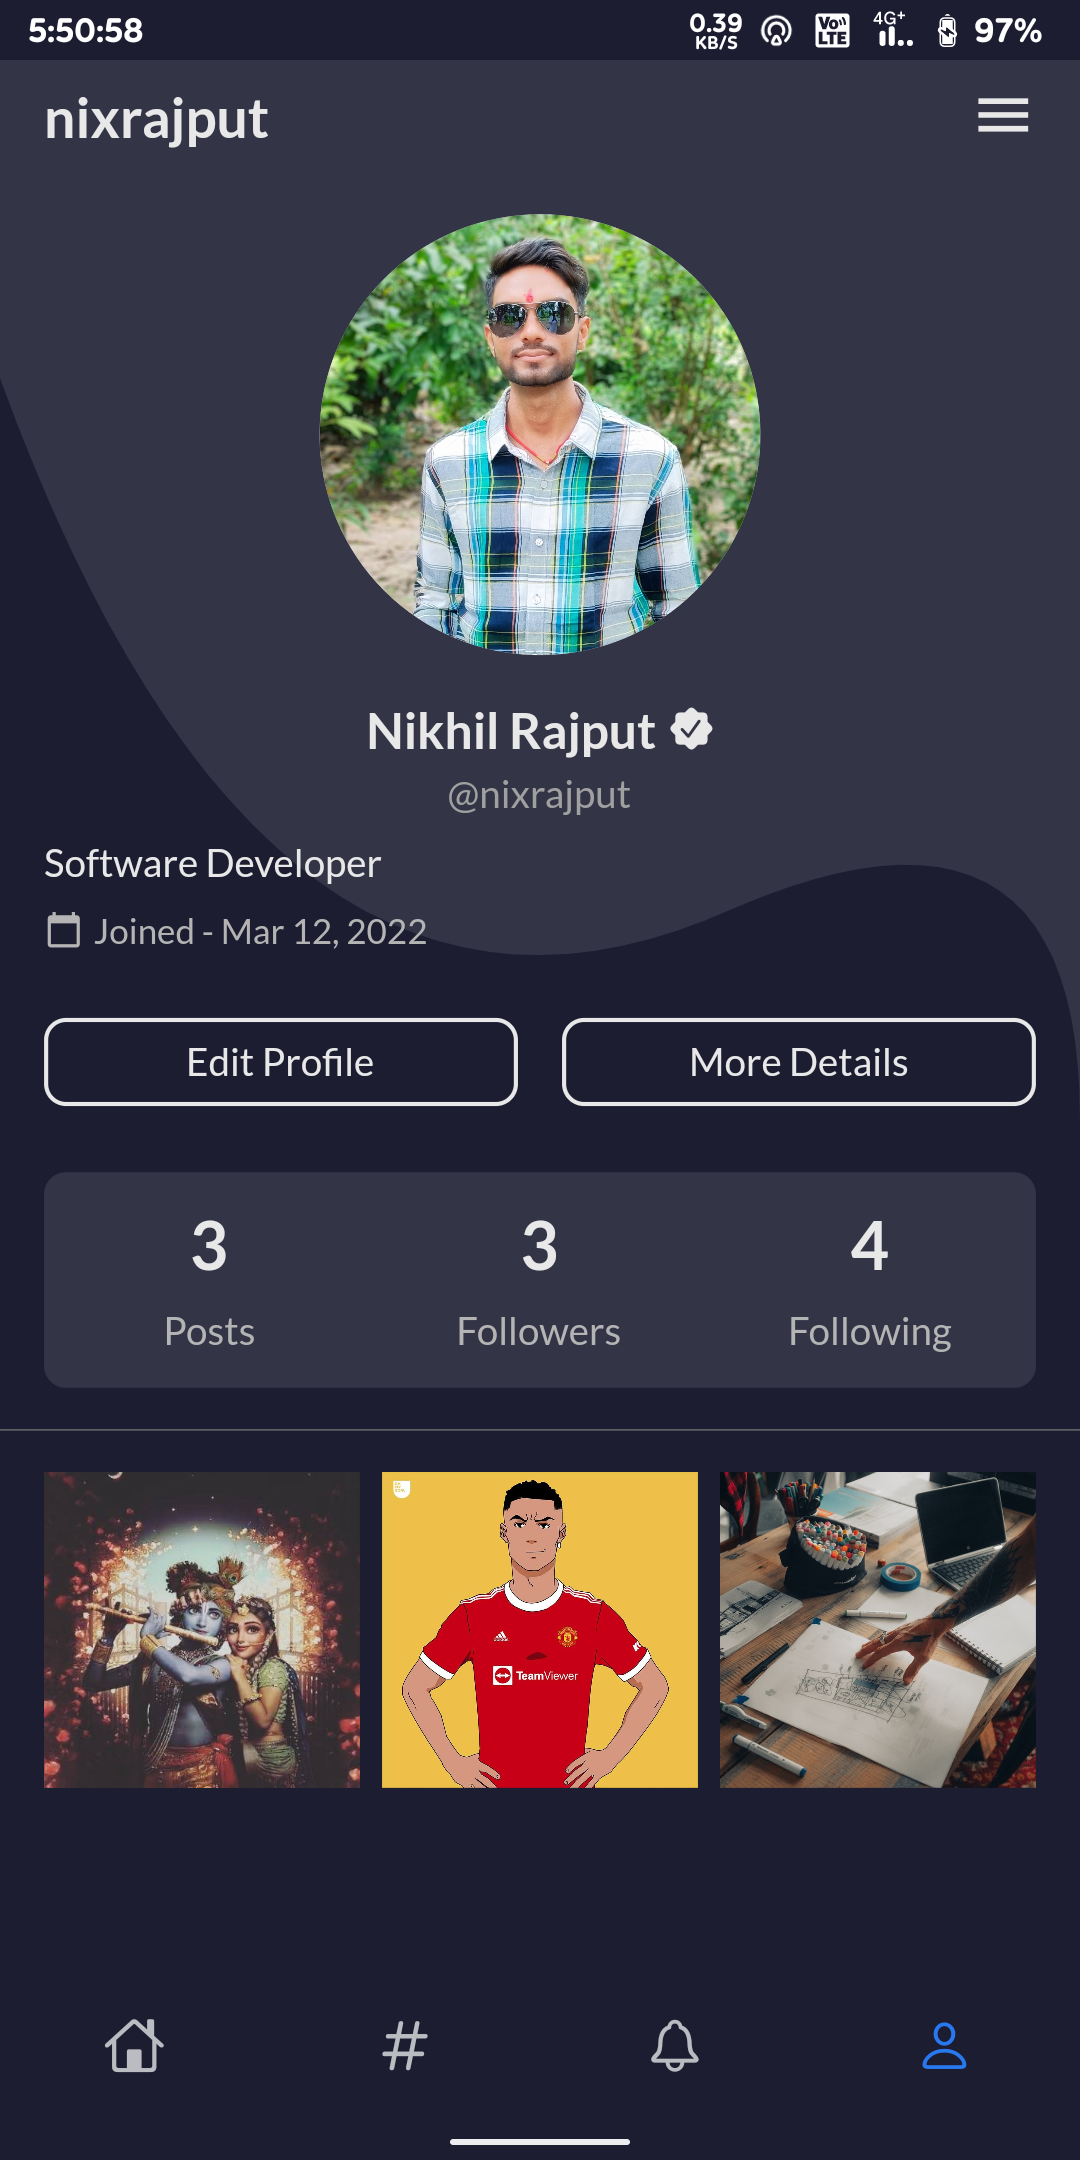 5:50:58
0.39
KB/S
Vo
LTE
4G+
97%
nixrajput
Nikhil Rajput
@nixrajput
Software Developer
Joined - Mar 12, 2022
Edit Profile
More Details
3
3
4
Posts
Followers
Following
TeamViewer